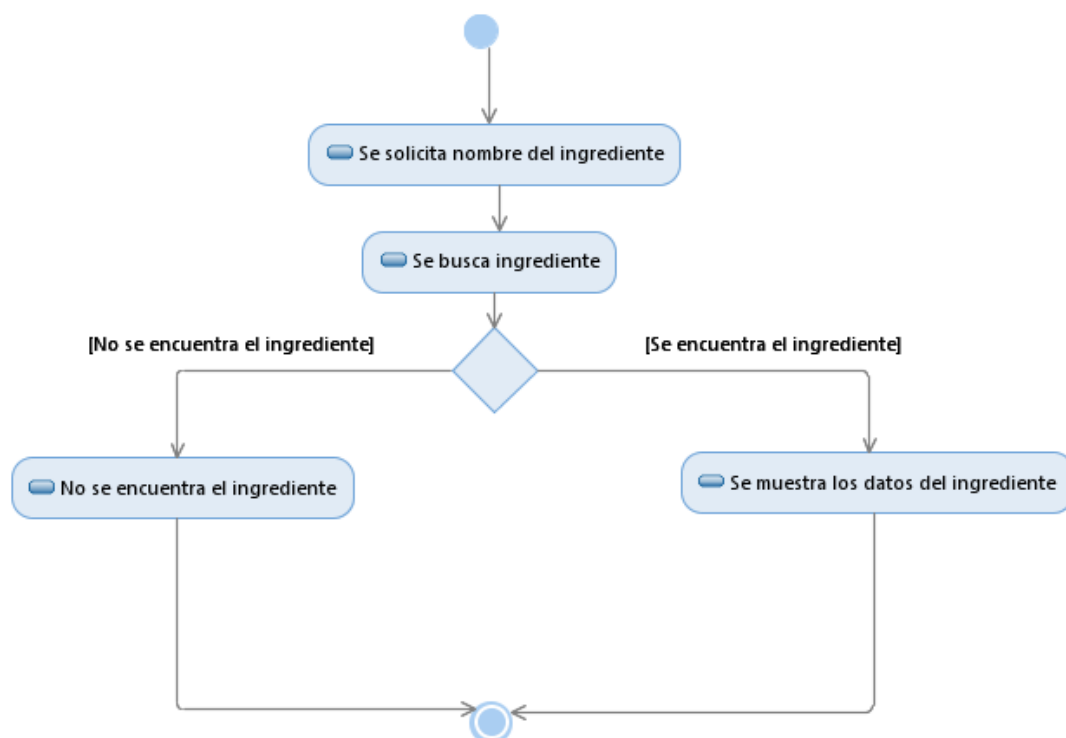 Se solicita nombre del ingrediente
Se busca ingrediente
[No se encuentra el ingrediente]
[Se encuentra el ingrediente]
No se encuentra el ingrediente
Se muestra los datos del ingrediente